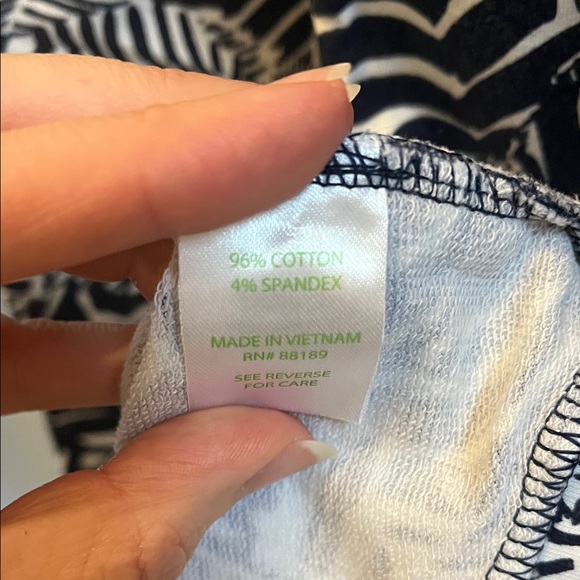 96% COTTON
4% SPANDEX
MADE IN VIETNAM
RN# 88189
SEE REVERSE
FOR CARE